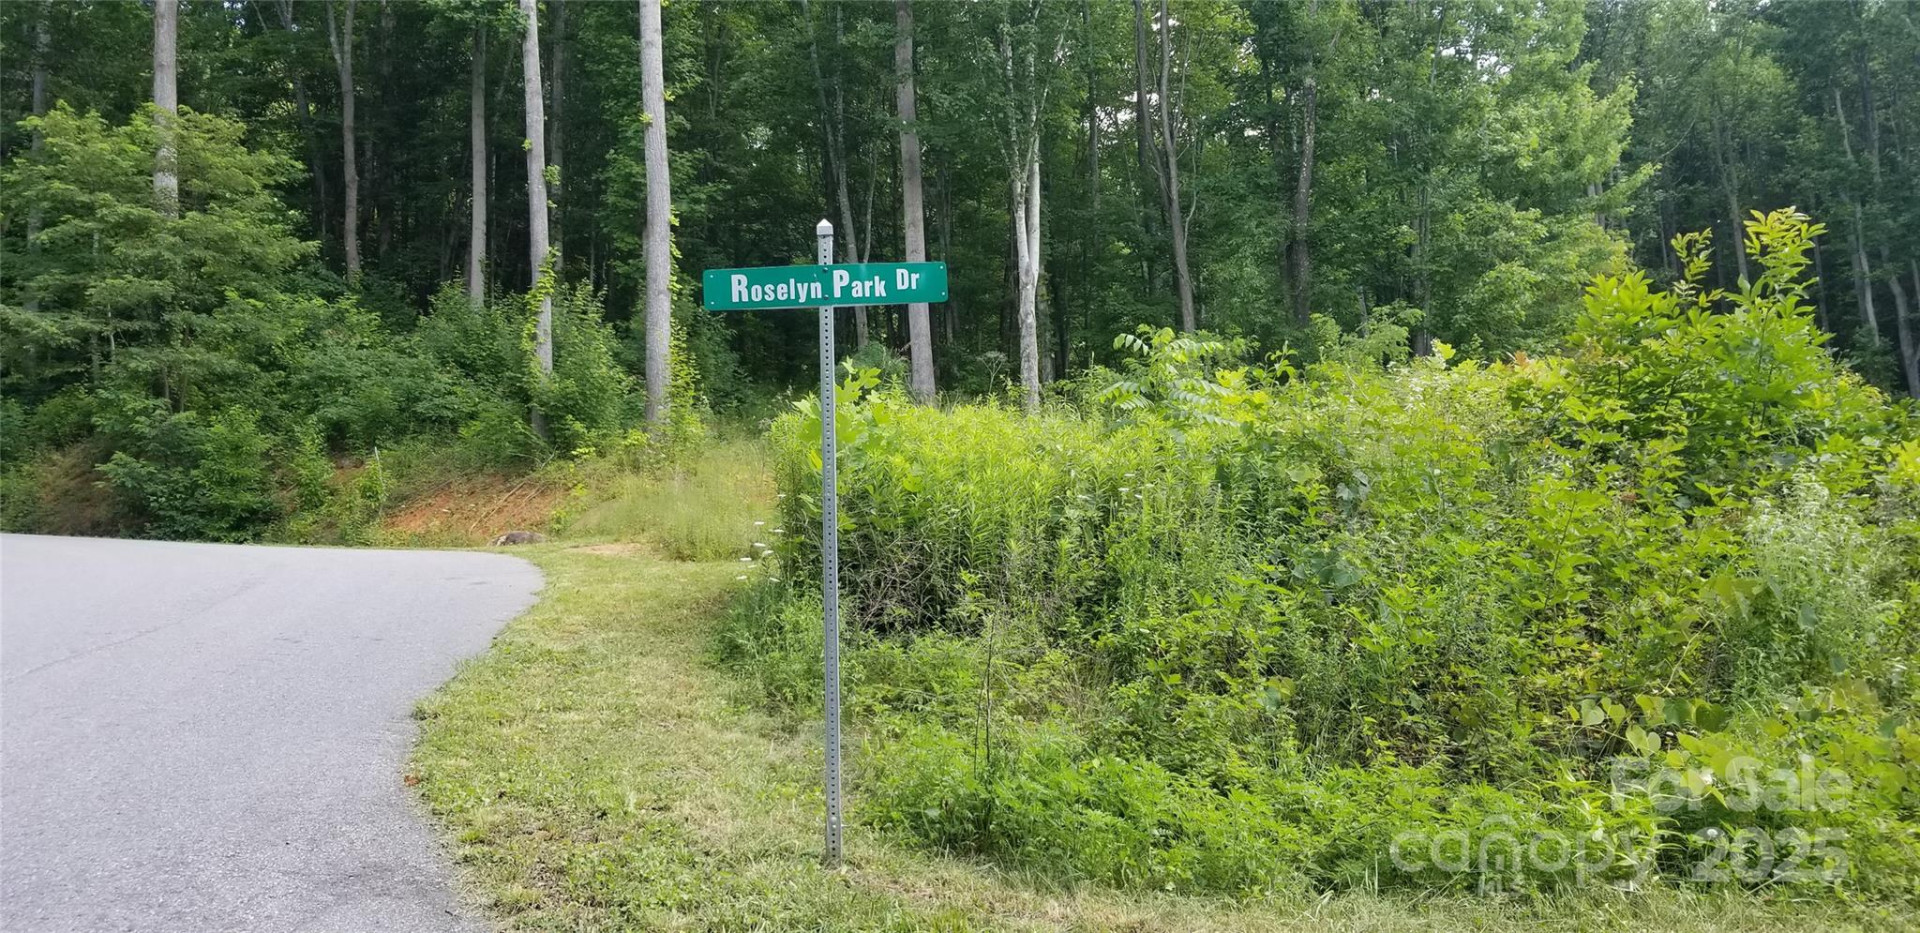 Roselyn Park Dr
For Sale
canopy 2025
MLS